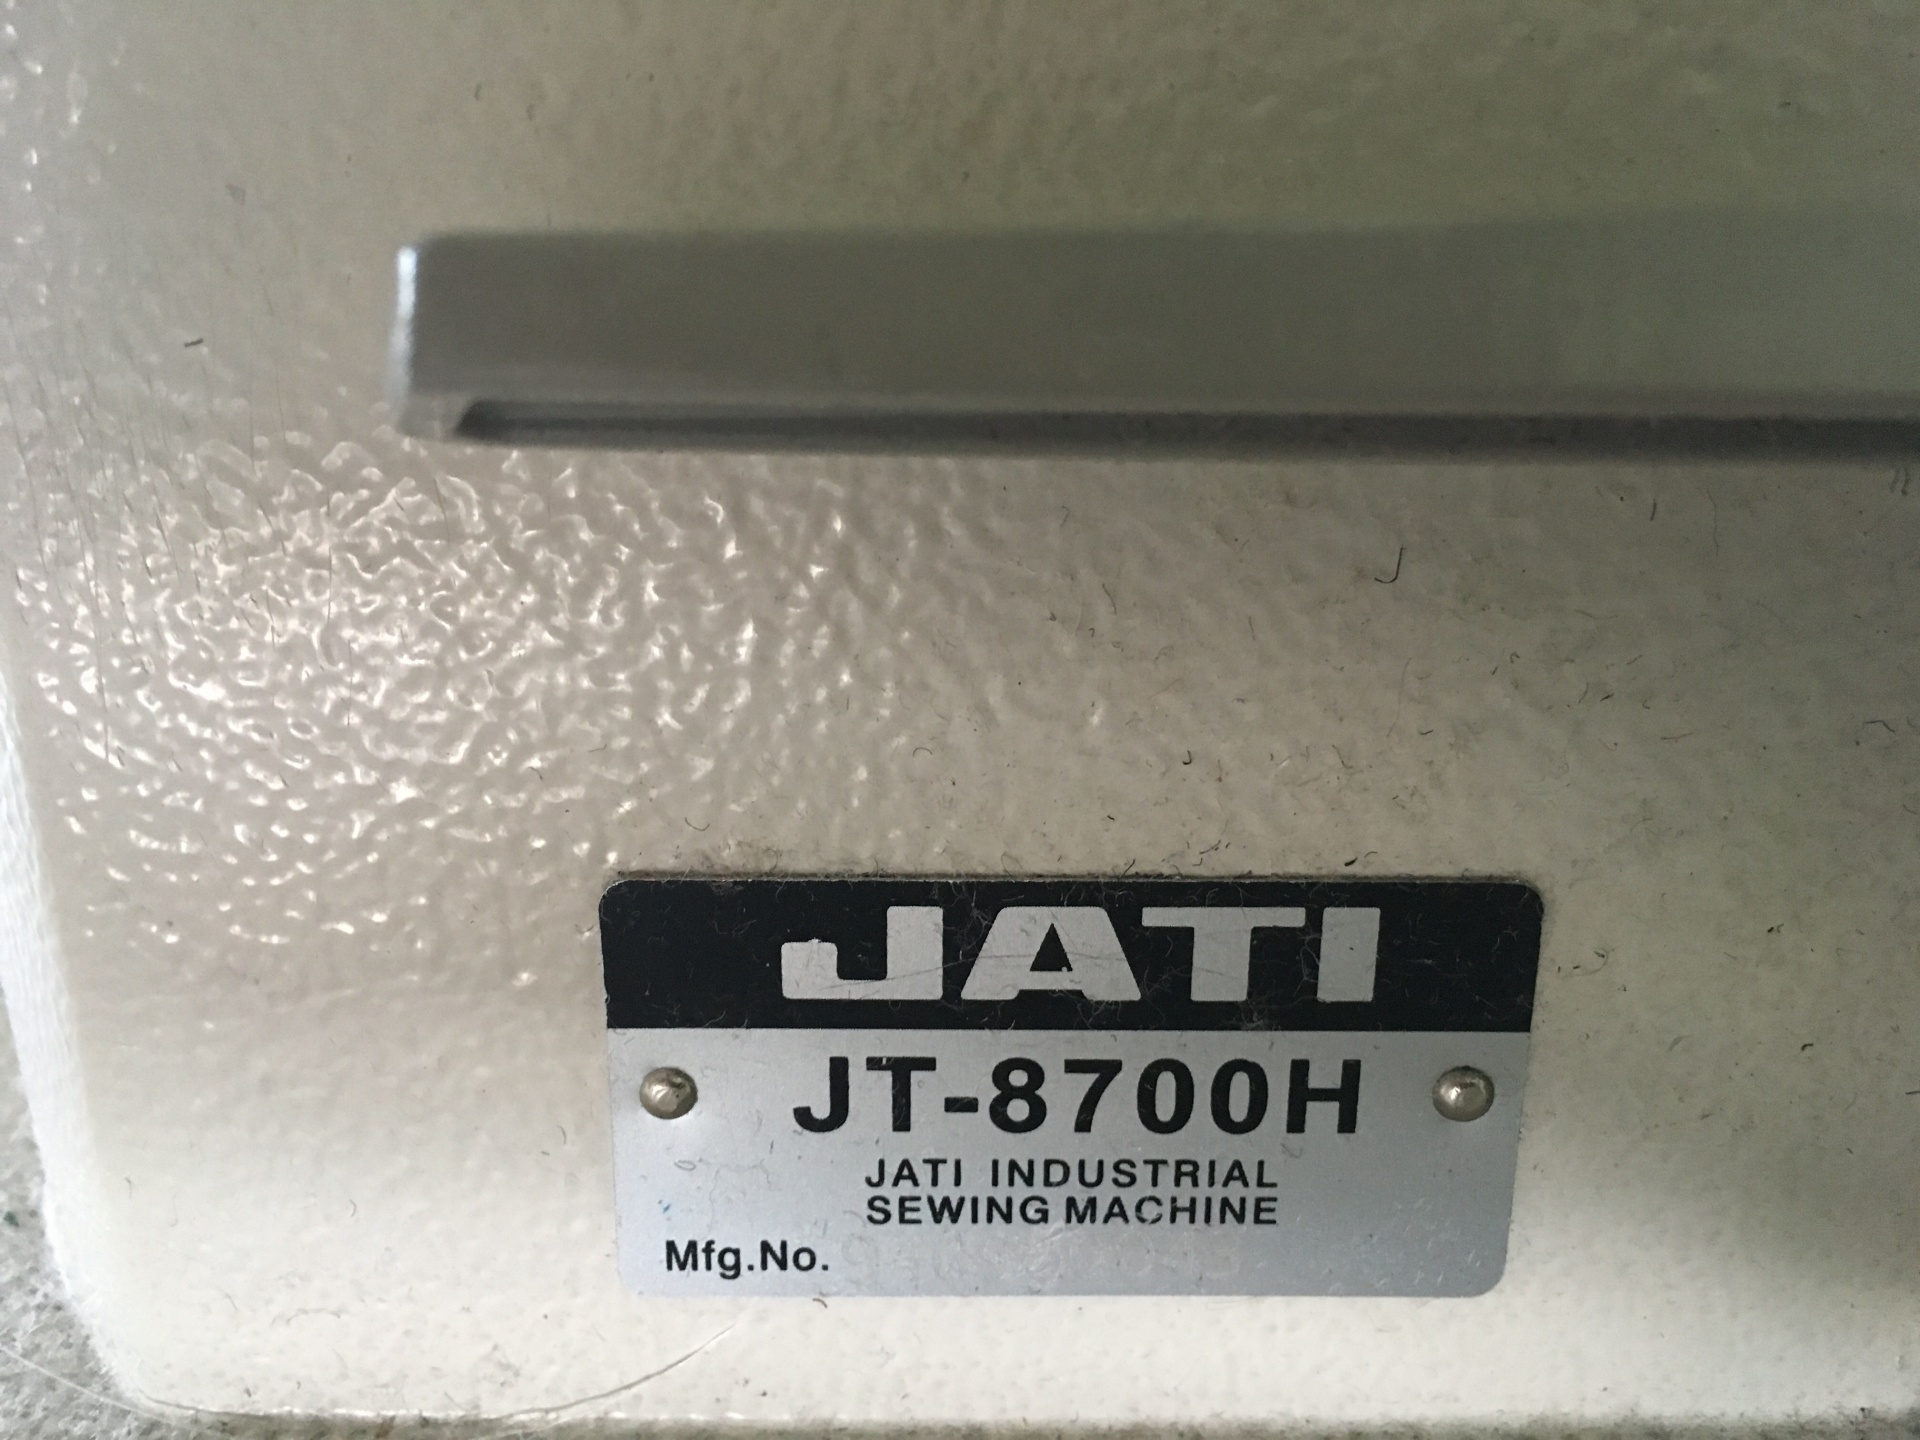 JATI
JT-8700H
JATI INDUSTRIAL
SEWING MACHINE
Mfg.No.